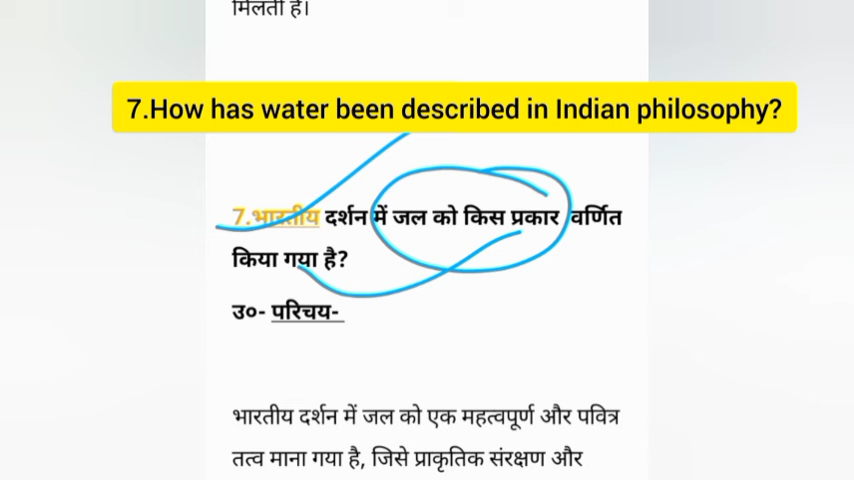 मिलती है।
7.How has water been described in Indian philosophy?
7.भारतीय दर्शन में जल को किस प्रकार वर्णित
किया गया है?
उ०- परिचय-
भारतीय दर्शन में जल को एक महत्वपूर्ण और पवित्र
तत्व माना गया है, जिसे प्राकृतिक संरक्षण और